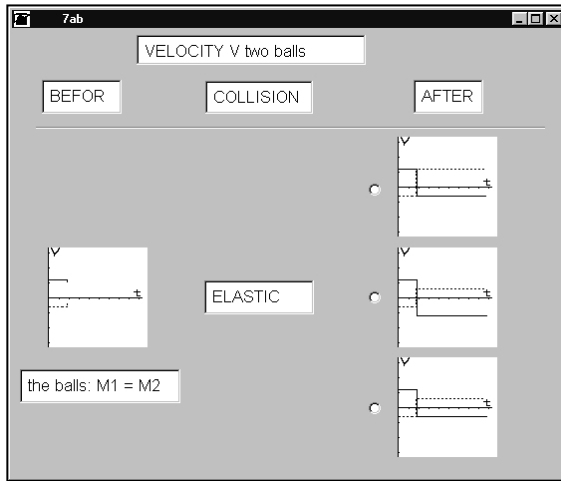 7ab
VELOCITY V two balls
BEFOR
COLLISION
AFTER
V
t
V
t
ELASTIC
V
t
V
t
the balls: M1 = M2